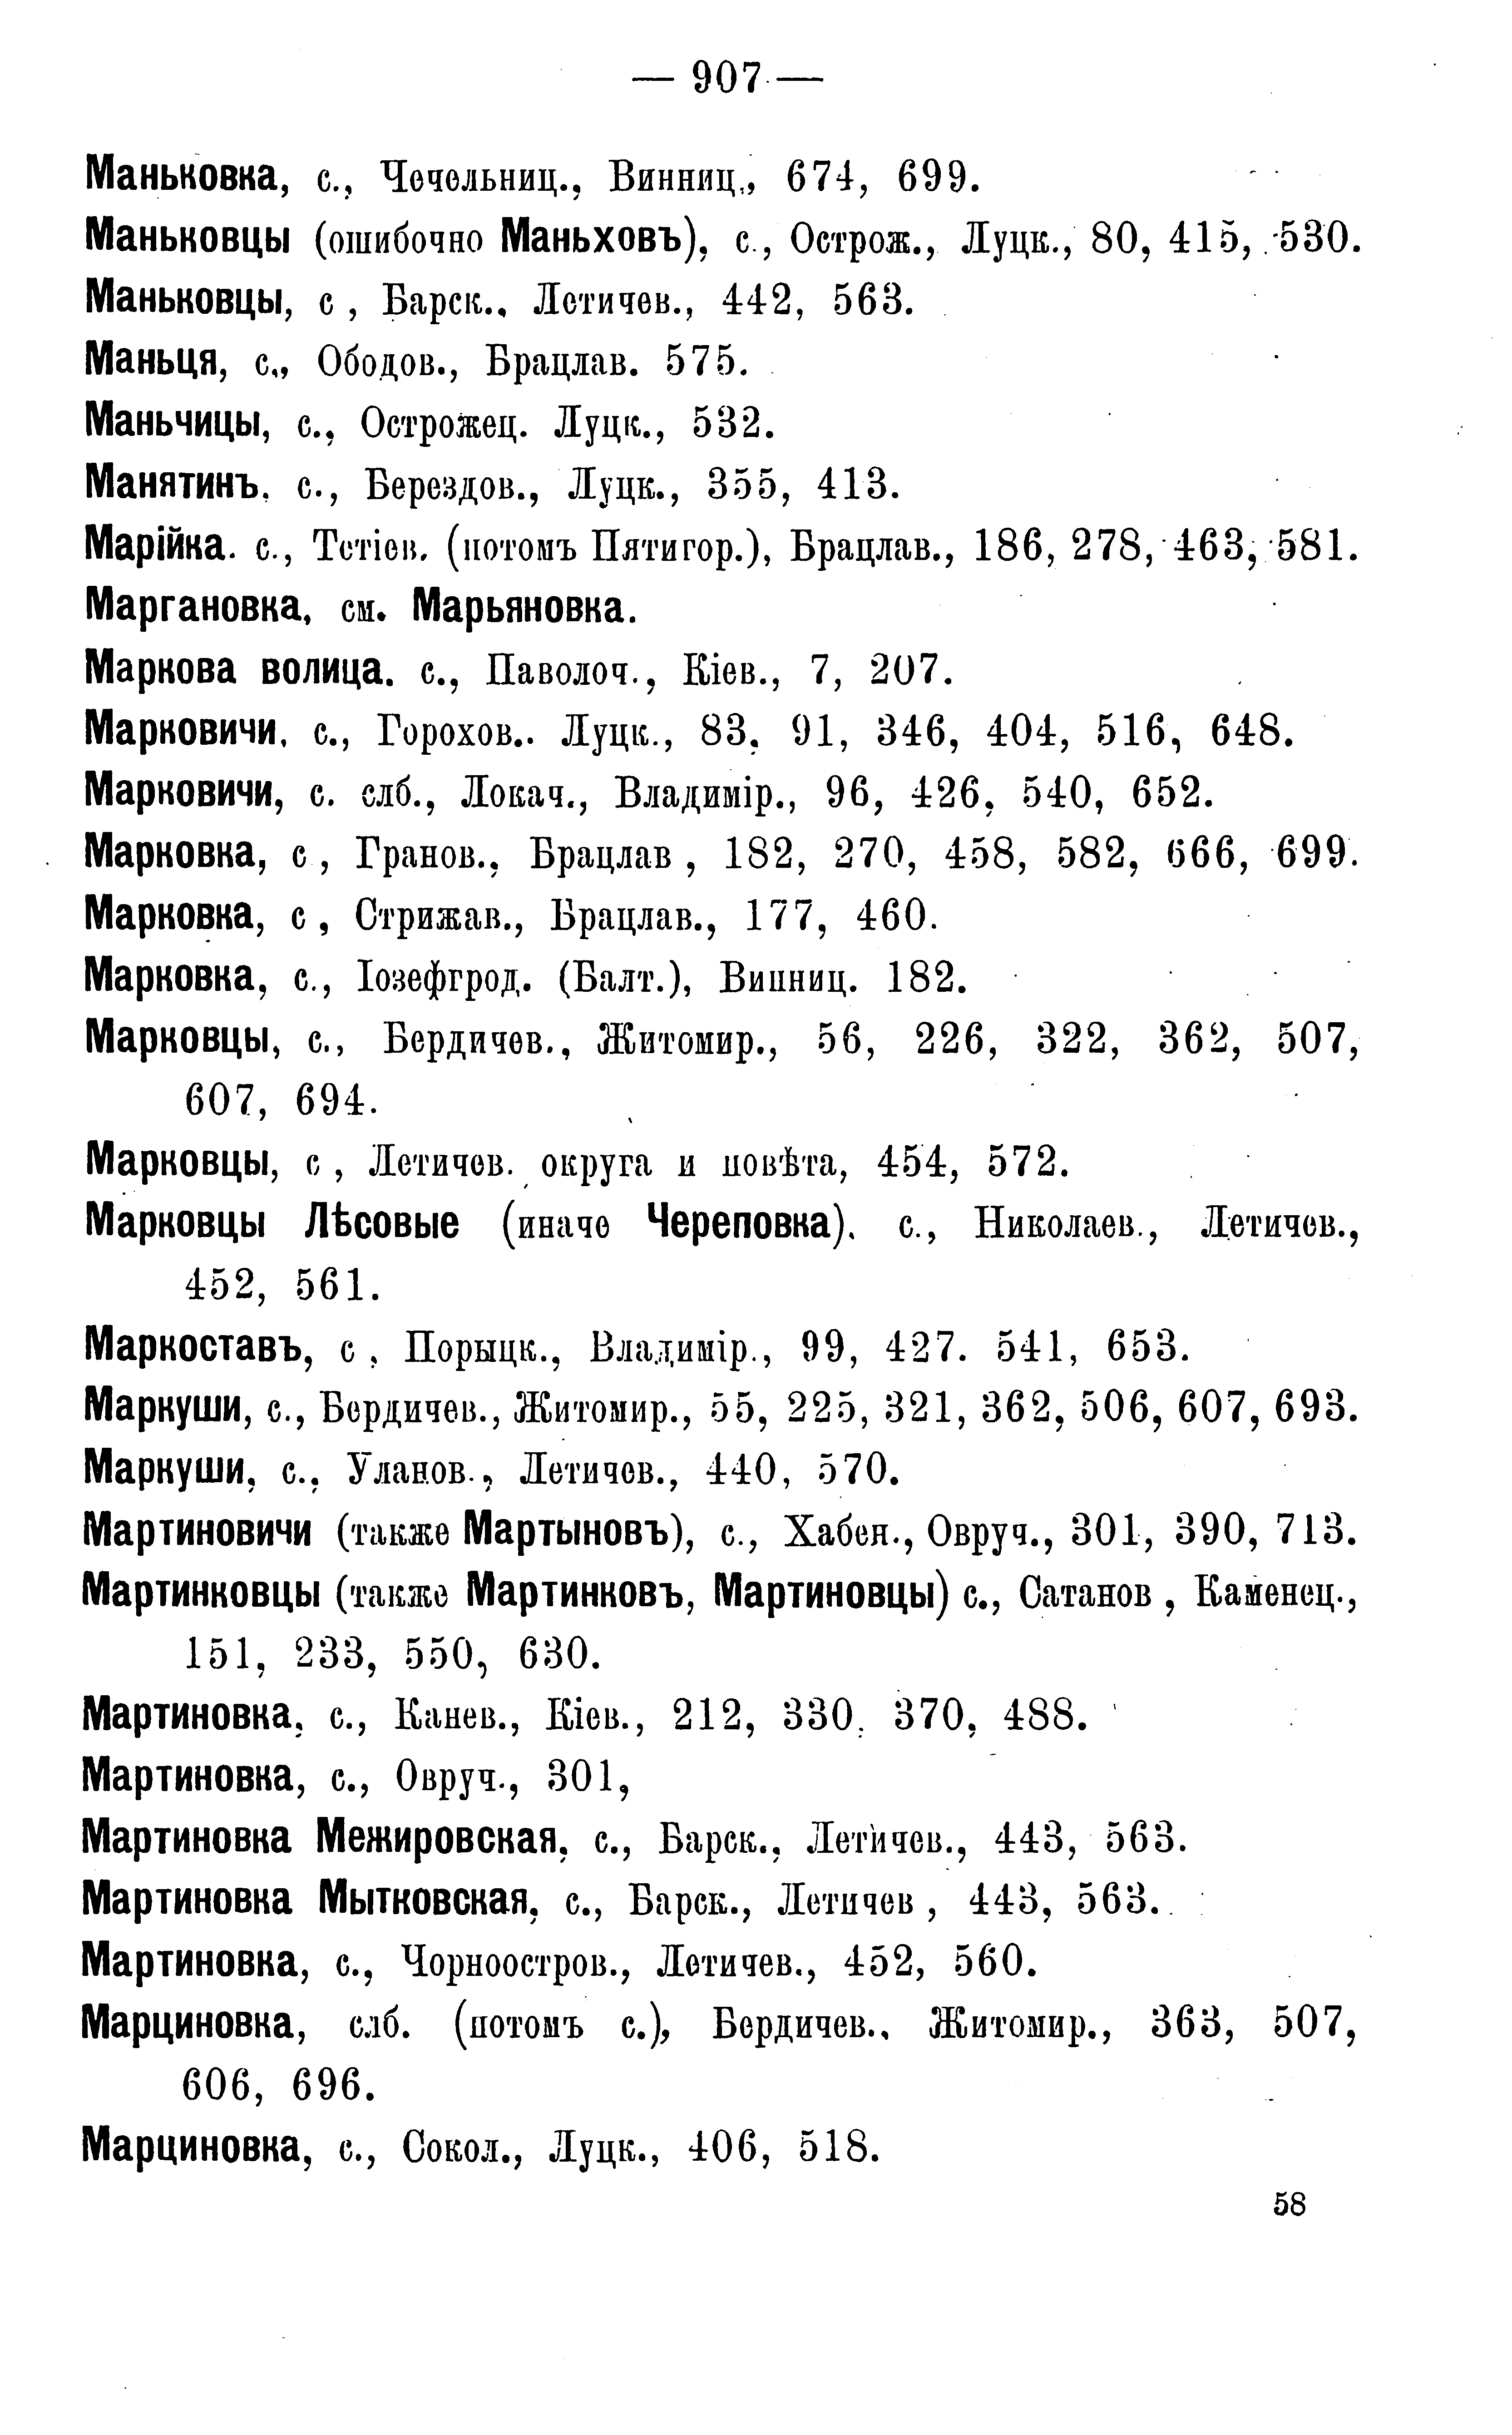 — 907 —
Маньковка, с., Чечельниц., Винниц., 674, 699.
Маньковцы (ошибочно Маньховъ), с., Острож., Луцк., 80, 415, 530.
Маньковцы, с , Барск., Летичев., 442, 563.
Маньця, с., Ободов., Брацлав. 575.
Маньчицы, с., Острожец. Луцк., 532.
Манятинъ. с., Берездов., Луцк., 355, 413.
Марійка. с., Тетіев. (потомъ Пятигор.), Брацлав., 186, 278, 463, 581.
Маргановка, см. Марьяновка.
Маркова волица. с., Паволоч., Кіев., 7, 207.
Марковичи. с., Горохов.. Луцк., 83. 91, 346, 404, 516, 648.
Марковичи, с. слб., Локач., Владимір., 96, 426, 540, 652.
Марковка, с , Гранов., Брацлав , 182, 270, 458, 582, 666, 699.
Марковка, с , Стрижав., Брацлав., 177, 460.
Марковка, с., Іозефгрод. (Балт.), Винниц. 182.
Марковцы, с., Бердичев., Житомир., 56, 226, 322, 362, 507,
607, 694.
Марковцы, с , Летичев. округа и повѣта, 454, 572.
Марковцы Лѣсовые (иначе Череповка). с., Николаев., Летичев.,
452, 561.
Маркоставъ, с , Порыцк., Владимір., 99, 427. 541, 653.
Маркуши, с., Бердичев., Житомир., 55, 225, 321, 362, 506, 607, 693.
Маркуши, с., Уланов., Летичев., 440, 570.
Мартиновичи (также Мартыновъ), с., Хабен., Овруч., 301, 390, 713.
Мартинковцы (также Мартинковъ, Мартиновцы) с., Сатанов , Каменец.,
151, 233, 550, 630.
Мартиновка, с., Канев., Кіев., 212, 330. 370, 488.
Мартиновка, с., Овруч., 301,
Мартиновка Межировская, с., Барск., Летичев., 443, 563.
Мартиновка Мытковская, с., Барск., Летичев , 443, 563.
Мартиновка, с., Чорноостров., Летичев., 452, 560.
Марциновка, слб. (потомъ с.), Бердичев., Житомир., 363, 507,
606, 696.
Марциновка, с., Сокол., Луцк., 406, 518.
58